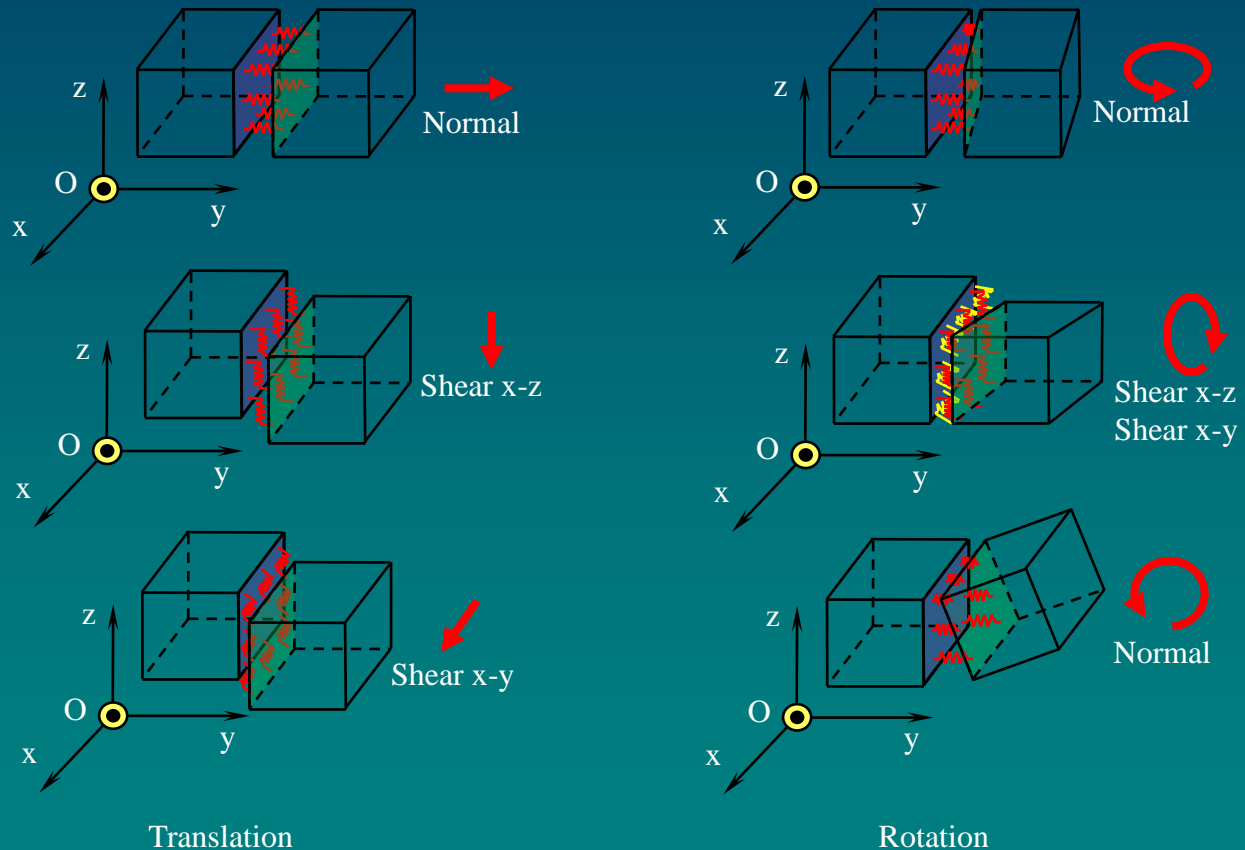 z
O
y
x
Normal
z
O
y
x
Normal
z
O
y
x
Shear x-z
z
O
y
x
Shear x-z
Shear x-y
z
O
y
x
Shear x-y
z
O
y
x
Normal
Translation
Rotation